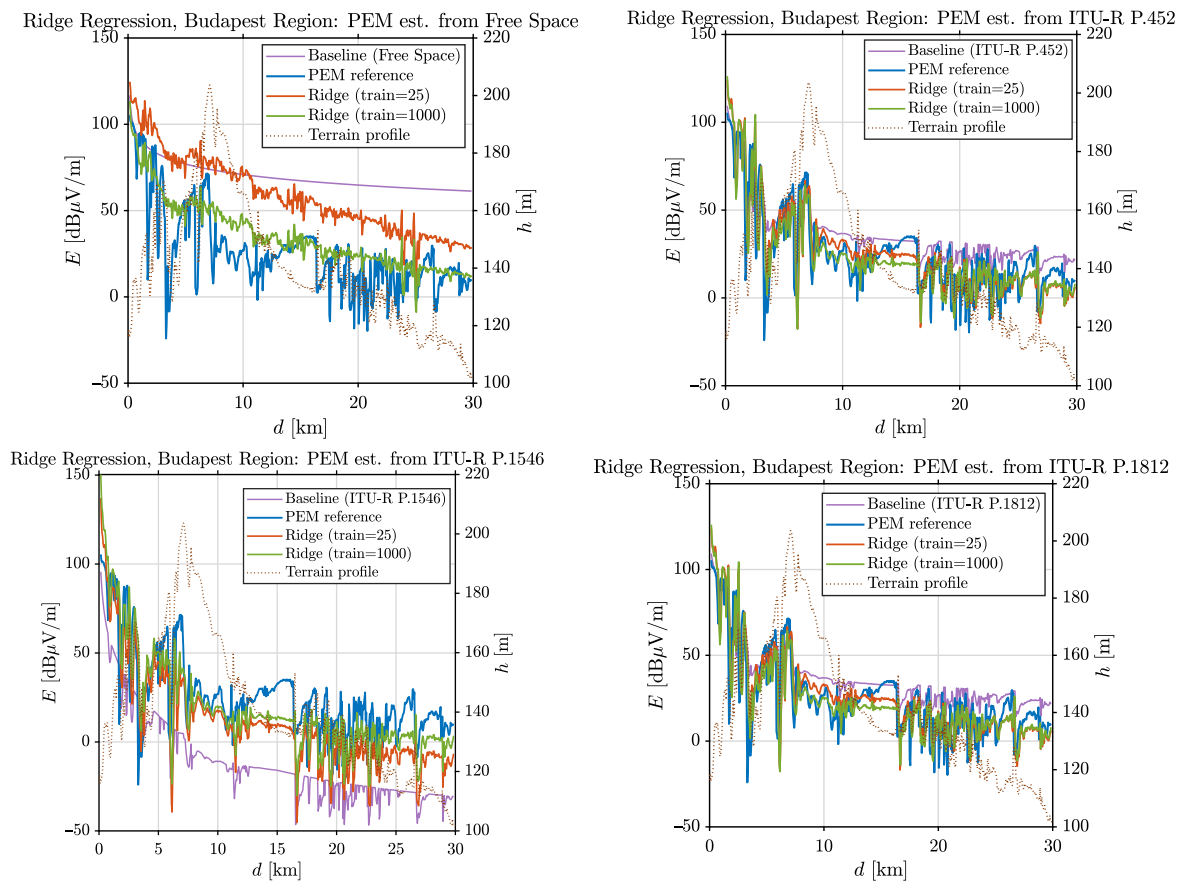 Ridge Regression, Budapest Region: PEM est. from Free Space
150
100
50
0
−50
E [dBμV/m]
220
200
180
160
140
120
100
h [m]
Baseline (Free Space)
PEM reference
Ridge (train=25)
Ridge (train=1000)
Terrain profile
0 10 20 30
d [km]
Ridge Regression, Budapest Region: PEM est. from ITU-R P.452
150
100
50
0
−50
E [dBμV/m]
220
200
180
160
140
120
100
h [m]
Baseline (ITU-R P.452)
PEM reference
Ridge (train=25)
Ridge (train=1000)
Terrain profile
0 10 20 30
d [km]
Ridge Regression, Budapest Region: PEM est. from ITU-R P.1546
150
100
50
0
−50
E [dBμV/m]
220
200
180
160
140
120
100
h [m]
Baseline (ITU-R P.1546)
PEM reference
Ridge (train=25)
Ridge (train=1000)
Terrain profile
0 5 10 15 20 25 30
d [km]
Ridge Regression, Budapest Region: PEM est. from ITU-R P.1812
150
100
50
0
−50
E [dBμV/m]
220
200
180
160
140
120
100
h [m]
Baseline (ITU-R P.1812)
PEM reference
Ridge (train=25)
Ridge (train=1000)
Terrain profile
0 10 20 30
d [km]